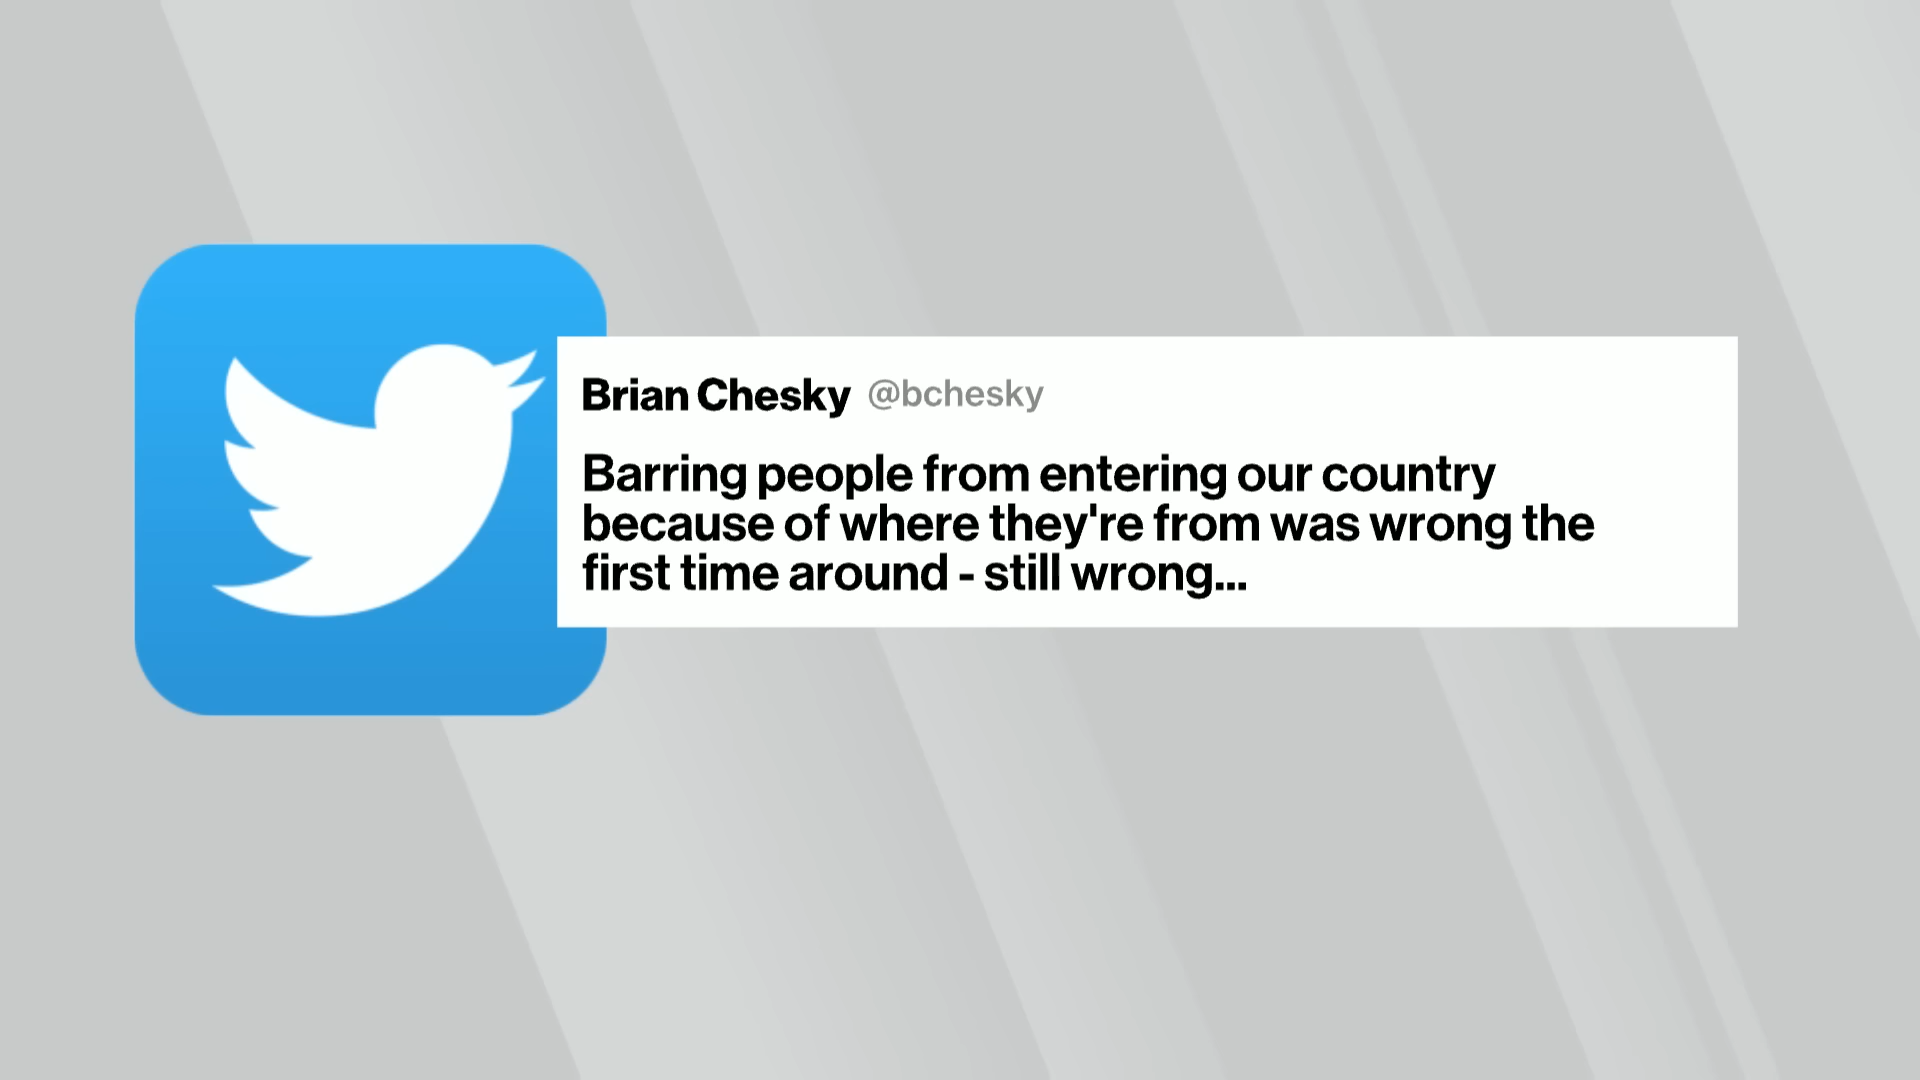 Brian Chesky @bchesky
Barring people from entering our country
because of where they're from was wrong the
first time around - still wrong...